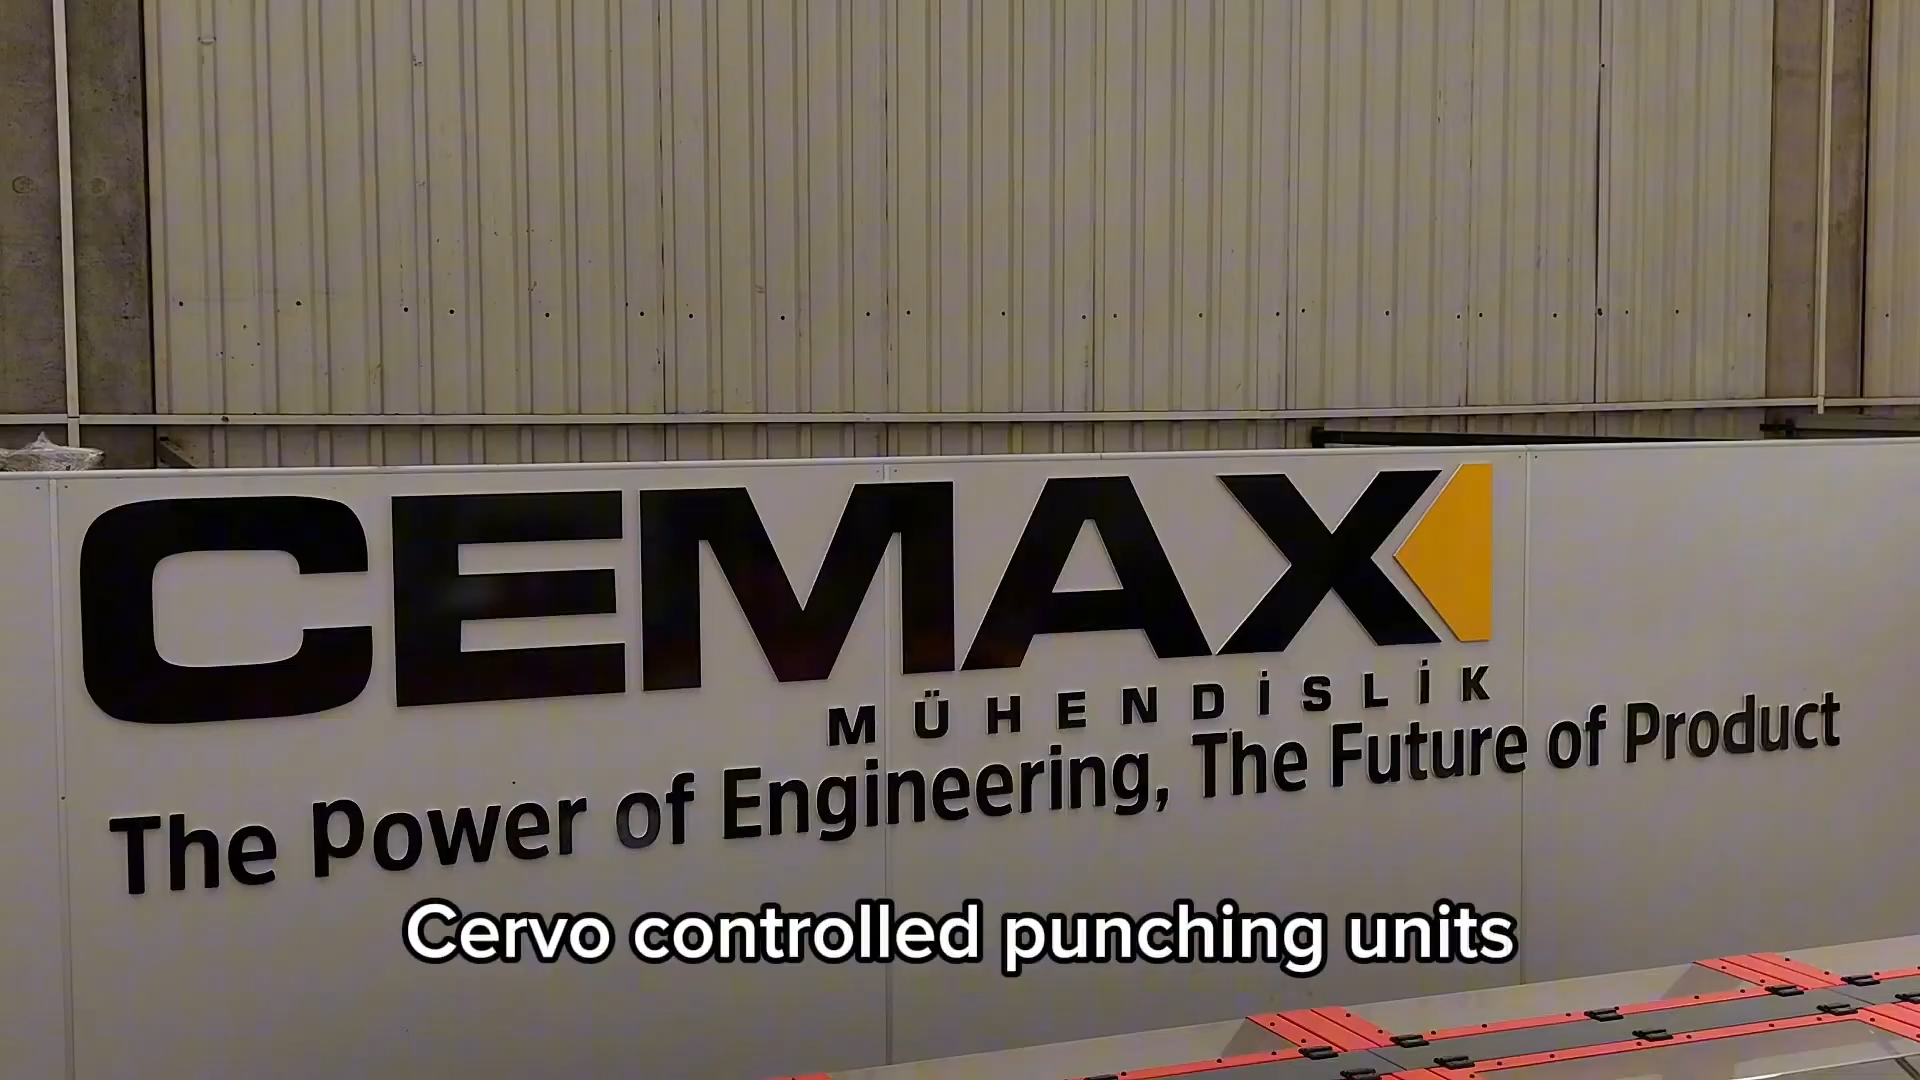 CEMAX
MÜHENDİSLİK
The Power of Engineering, The Future of Product
Cervo controlled punching units